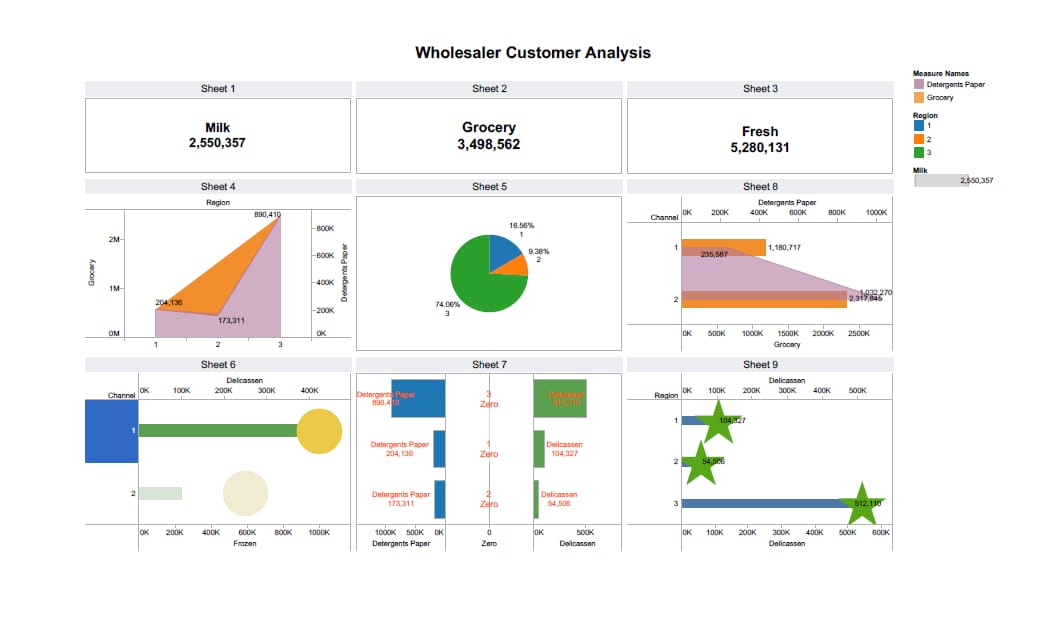 Wholesaler Customer Analysis
Sheet 1
Milk
2,550,357
Sheet 2
Grocery
3,498,562
Sheet 3
Fresh
5,280,131
Measure Names
Detergents Paper
Grocery
Region
1
2
3
Milk
2,550,357
Sheet 4
Region
890,410
204,136
173,311
2M
1M
0M
Grocery
800K
600K
400K
200K
0K
Detergents Paper
1 2 3
Sheet 5
16.56%
1
9.38%
2
74.06%
3
Sheet 8
Detergents Paper
Channel
0K 200K 400K 600K 800K 1000K
1
235,587
1,180,717
2
1,032,270
2,317,845
0K 500K 1000K 1500K 2000K 2500K
Grocery
Sheet 6
Delicassen
Channel
0K 100K 200K 300K 400K
1
2
0K 200K 400K 600K 800K 1000K
Frozen
Sheet 7
Detergents Paper
890,410
3
Zero
Delicassen
512,110
Detergents Paper
204,136
1
Zero
Delicassen
104,327
Detergents Paper
173,311
2
Zero
Delicassen
54,506
1000K 500K 0K
Detergents Paper
0
Zero
0K 500K
Delicassen
Sheet 9
Delicassen
Region
0K 100K 200K 300K 400K 500K
1
104,327
2
54,506
3
512,110
0K 100K 200K 300K 400K 500K 600K
Delicassen